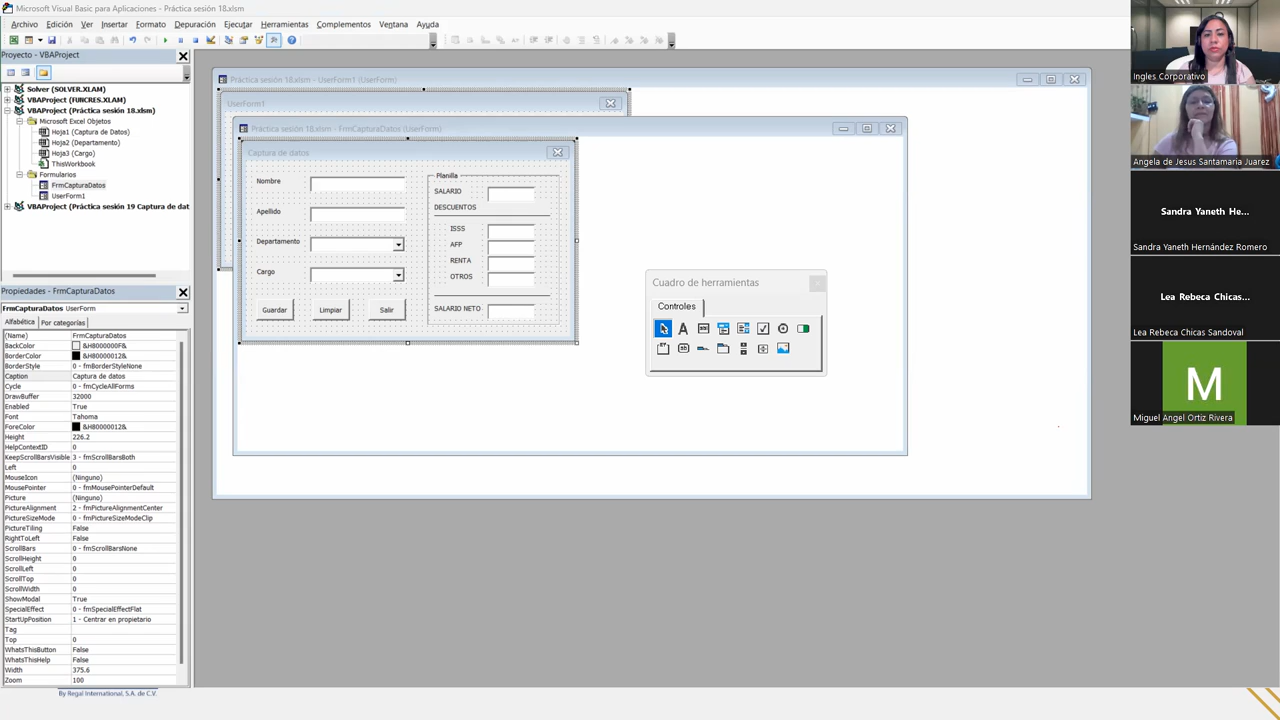 Microsoft Visual Basic para Aplicaciones - Práctica sesión 18.xlsm
Archivo Edición Ver Insertar Formato Depuración Ejecutar Herramientas Complementos Ventana Ayuda
Proyecto - VBAProject
Solver (SOLVER.XLAM)
VBAProject (FUNCRES.XLAM)
VBAProject (Práctica sesión 18.xlsm)
Microsoft Excel Objetos
Hoja1 (Captura de Datos)
Hoja2 (Departamento)
Hoja3 (Cargo)
ThisWorkbook
Formularios
FrmCapturaDatos
UserForm1
VBAProject (Práctica sesión 19 Captura de dat
Propiedades - FrmCapturaDatos
FrmCapturaDatos UserForm
Alfabética Por categorías
(Name) FrmCapturaDatos
BackColor &H8000000F&
BorderColor &H80000012&
BorderStyle 0 - fmBorderStyleNone
Caption Captura de datos
Cycle 0 - fmCycleAllForms
DrawBuffer 32000
Enabled True
Font Tahoma
ForeColor &H80000012&
Height 226.2
HelpContextID 0
KeepScrollBarsVisible 3 - fmScrollBarsBoth
Left 0
MouseIcon (Ninguno)
MousePointer 0 - fmMousePointerDefault
Picture (Ninguno)
PictureAlignment 2 - fmPictureAlignmentCenter
PictureSizeMode 0 - fmPictureSizeModeClip
PictureTiling False
RightToLeft False
ScrollBars 0 - fmScrollBarsNone
ScrollHeight 0
ScrollLeft 0
ScrollTop 0
ScrollWidth 0
ShowModal True
SpecialEffect 0 - fmSpecialEffectFlat
StartUpPosition 1 - Centrar en propietario
Tag
Top 0
WhatsThisButton False
WhatsThisHelp False
Width 375.6
Zoom 100
By Regal International, S.A. de C.V.
Práctica sesión 18.xlsm - UserForm1 (UserForm)
UserForm1
Práctica sesión 18.xlsm - FrmCapturaDatos (UserForm)
Captura de datos
Nombre
Apellido
Departamento
Cargo
Guardar Limpiar Salir
Planilla
SALARIO
DESCUENTOS
ISSS
AFP
RENTA
OTROS
SALARIO NETO
Cuadro de herramientas
Controles
Ingles Corporativo
Angela de Jesus Santamaría Juarez
Sandra Yaneth He...
Sandra Yaneth Hernández Romero
Lea Rebeca Chicas...
Lea Rebeca Chicas Sandoval
M
Miguel Angel Ortiz Rivera